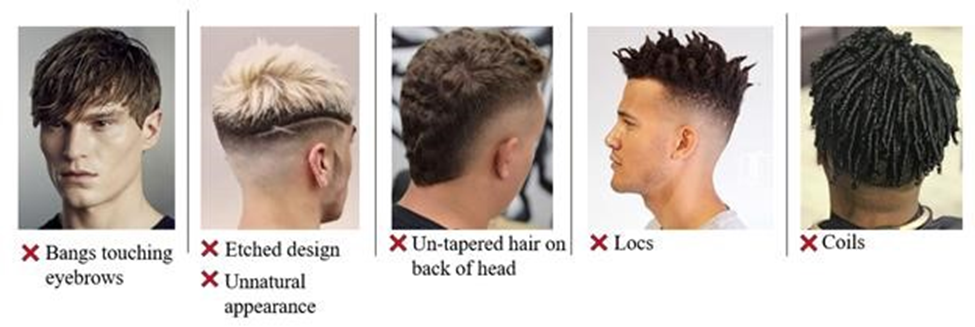 Bangs touching
eyebrows
Etched design
Unnatural
appearance
Un-tapered hair on
back of head
Locs
Coils